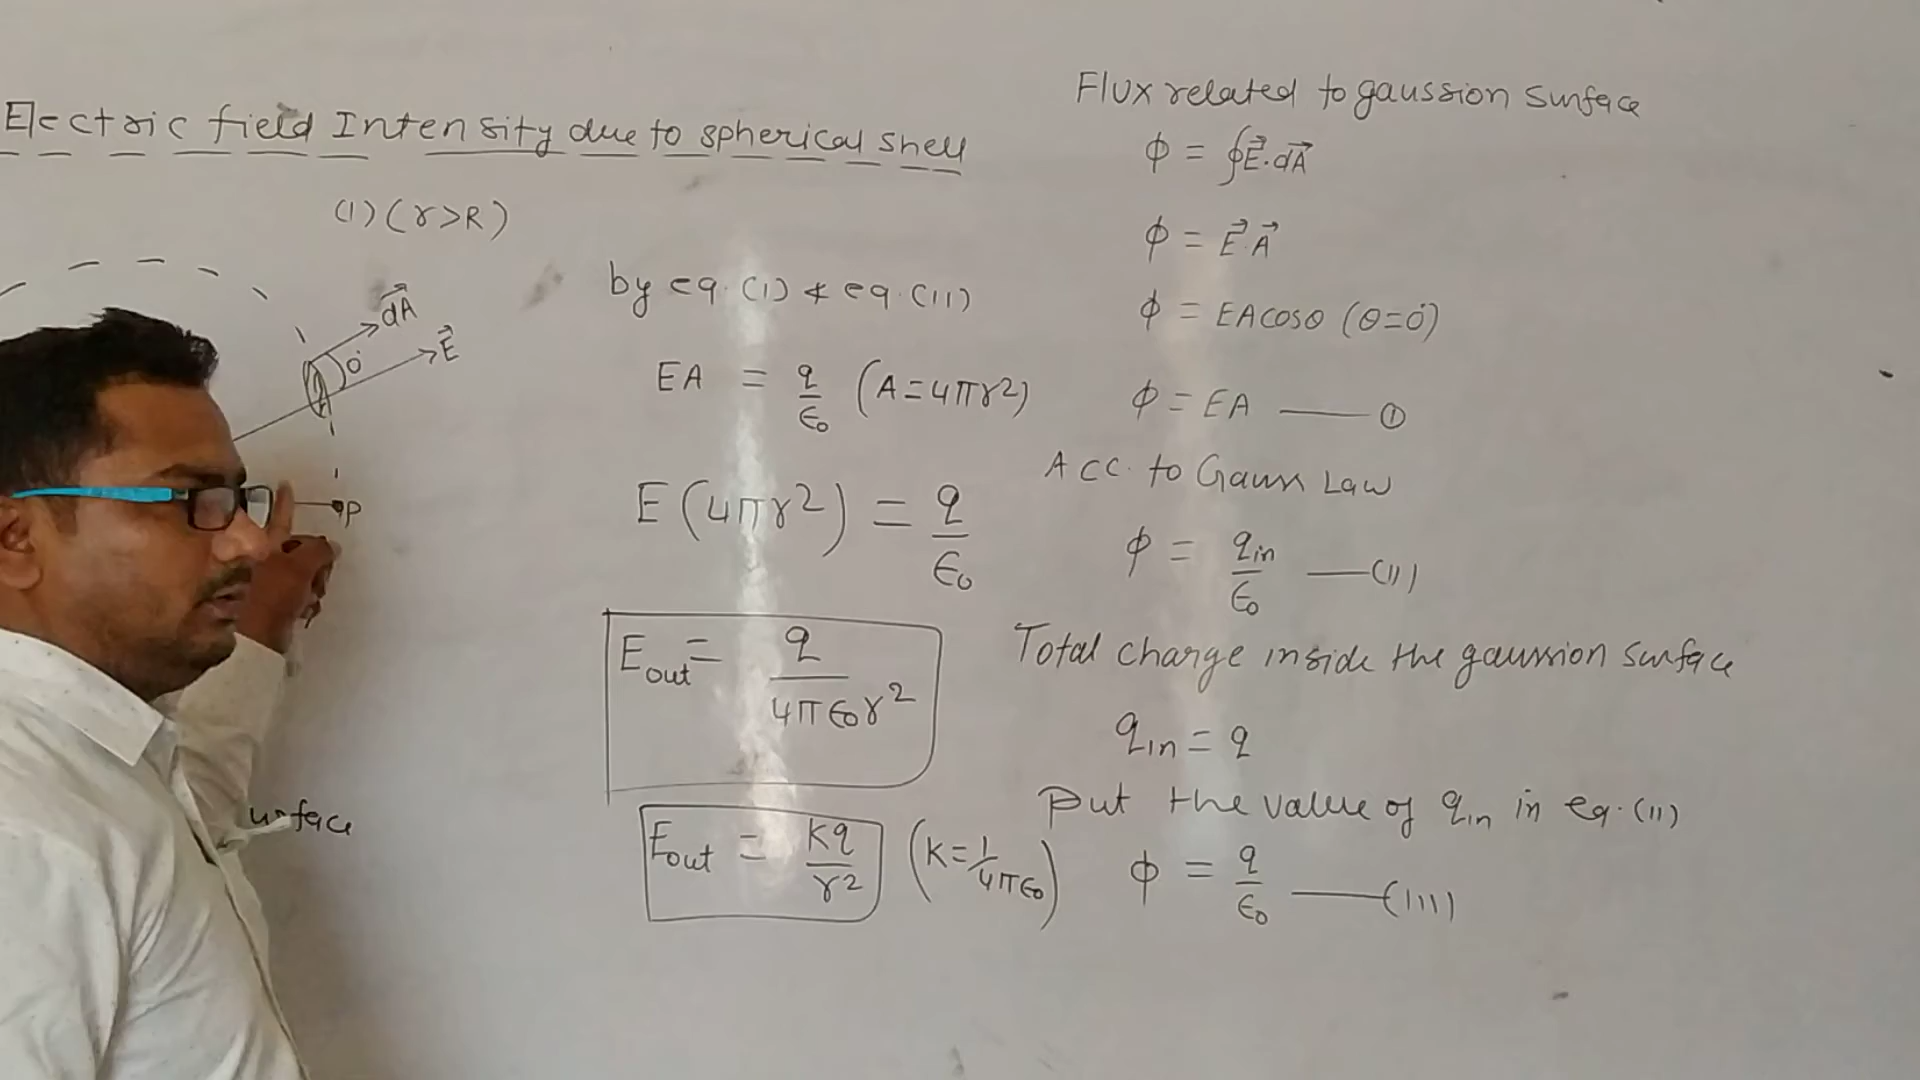 Electric field Intensity due to spherical shell
(1) (r>R)
dA⃗
0°
E⃗
P
urface
by eq. (1) & eq. (11)
EA = q/ε₀ (A=4πr²)
E(4πr²) = q/ε₀
Eout = q/4πε₀r²
Eout = Kq/r² (K=1/4πε₀)
Flux related to gaussion surface
ϕ = ∮E⃗.dA⃗
ϕ = E⃗.A⃗
ϕ = EAcosθ (θ=0°)
ϕ = EA —— ①
Acc. to Gauss Law
ϕ = qin/ε₀ —(11)
Total charge inside the gaussion surface
qin = q
Put the value of qin in eq. (11)
ϕ = q/ε₀ ——(111)